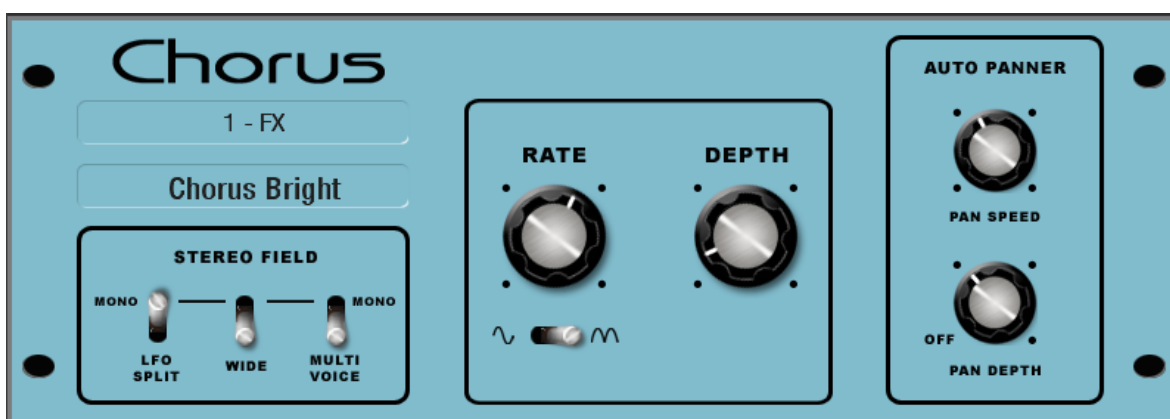 Chorus
1 - FX
Chorus Bright
STEREO FIELD
MONO MONO
LFO SPLIT
WIDE
MULTI VOICE
RATE DEPTH
AUTO PANNER
PAN SPEED
OFF
PAN DEPTH